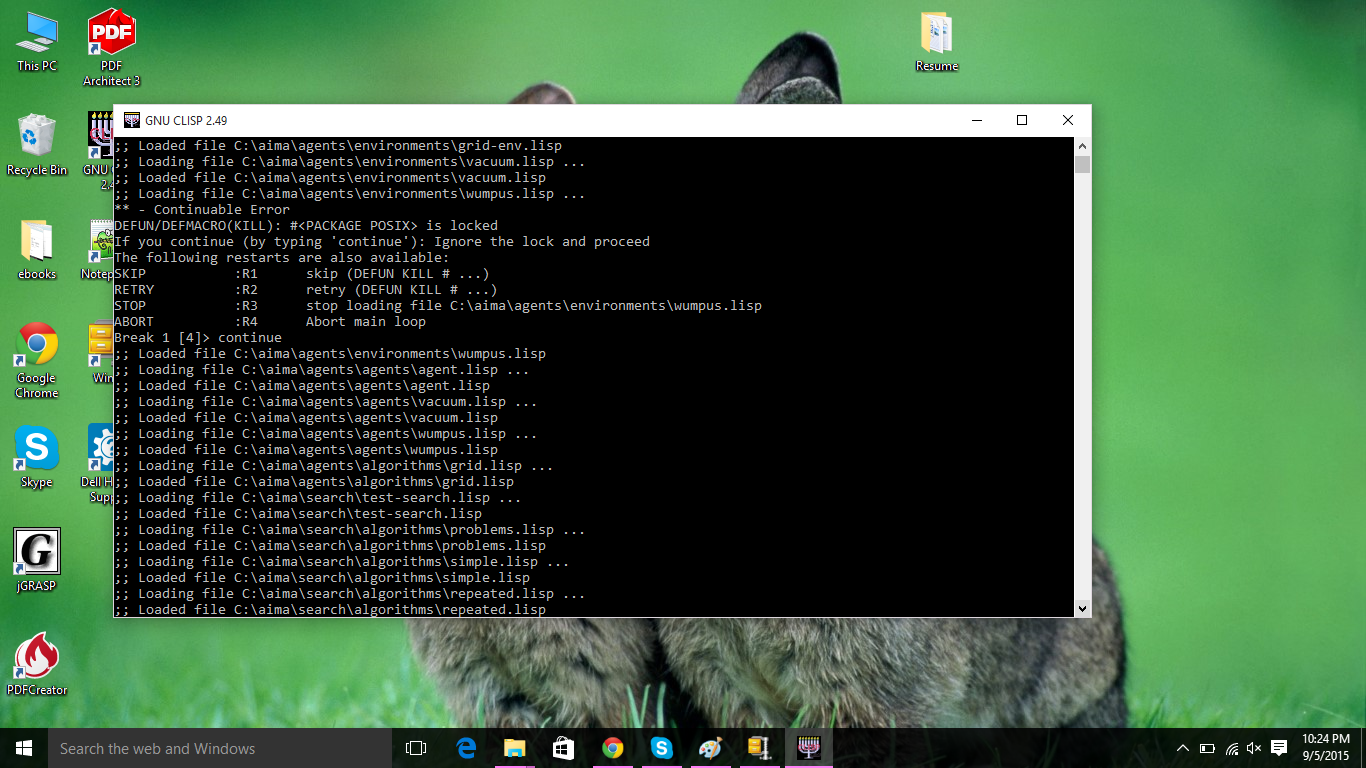 This PC
PDF
PDF
Architect 3
Resume
Recycle Bin
GNU
2.4
ebooks
Notep
Google
Chrome
Win
Skype
Dell H
Supp
G
jGRASP
PDFCreator
GNU CLISP 2.49
;; Loaded file C:\aima\agents\environments\grid-env.lisp
;; Loading file C:\aima\agents\environments\vacuum.lisp ...
;; Loaded file C:\aima\agents\environments\vacuum.lisp
;; Loading file C:\aima\agents\environments\wumpus.lisp ...
** - Continuable Error
DEFUN/DEFMACRO(KILL): #<PACKAGE POSIX> is locked
If you continue (by typing 'continue'): Ignore the lock and proceed
The following restarts are also available:
SKIP :R1 skip (DEFUN KILL # ...)
RETRY :R2 retry (DEFUN KILL # ...)
STOP :R3 stop loading file C:\aima\agents\environments\wumpus.lisp
ABORT :R4 Abort main loop
Break 1 [4]> continue
;; Loaded file C:\aima\agents\environments\wumpus.lisp
;; Loading file C:\aima\agents\agents\agent.lisp ...
;; Loaded file C:\aima\agents\agents\agent.lisp
;; Loading file C:\aima\agents\agents\vacuum.lisp ...
;; Loaded file C:\aima\agents\agents\vacuum.lisp
;; Loading file C:\aima\agents\agents\wumpus.lisp ...
;; Loaded file C:\aima\agents\agents\wumpus.lisp
;; Loading file C:\aima\agents\algorithms\grid.lisp ...
;; Loaded file C:\aima\agents\algorithms\grid.lisp
;; Loading file C:\aima\search\test-search.lisp ...
;; Loaded file C:\aima\search\test-search.lisp
;; Loading file C:\aima\search\algorithms\problems.lisp ...
;; Loaded file C:\aima\search\algorithms\problems.lisp
;; Loading file C:\aima\search\algorithms\simple.lisp ...
;; Loaded file C:\aima\search\algorithms\simple.lisp
;; Loading file C:\aima\search\algorithms\repeated.lisp ...
;; Loaded file C:\aima\search\algorithms\repeated.lisp
Search the web and Windows
10:24 PM
9/5/2015